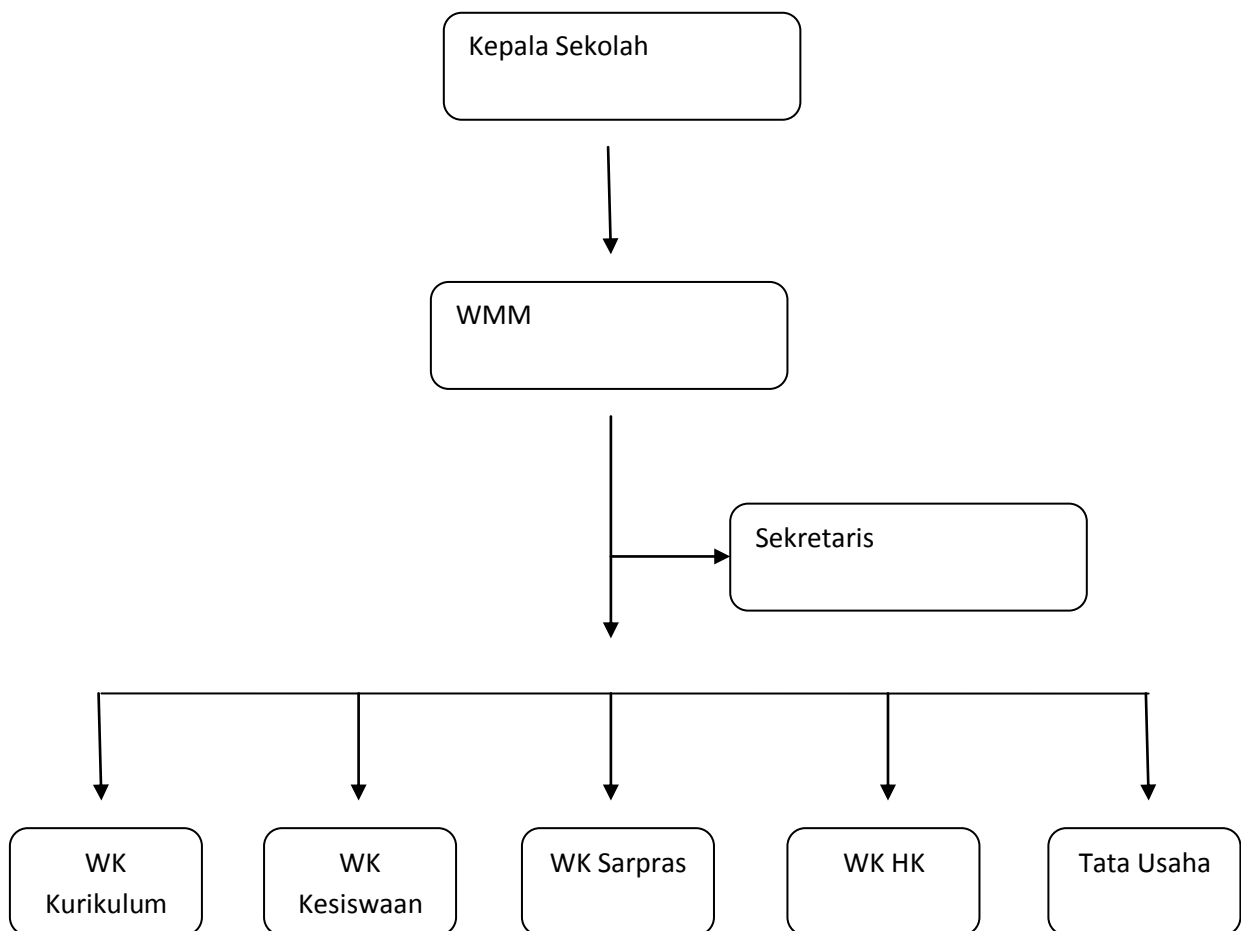 Kepala Sekolah
WMM
Sekretaris
WK
Kurikulum
WK
Kesiswaan
WK Sarpras
WK HK
Tata Usaha